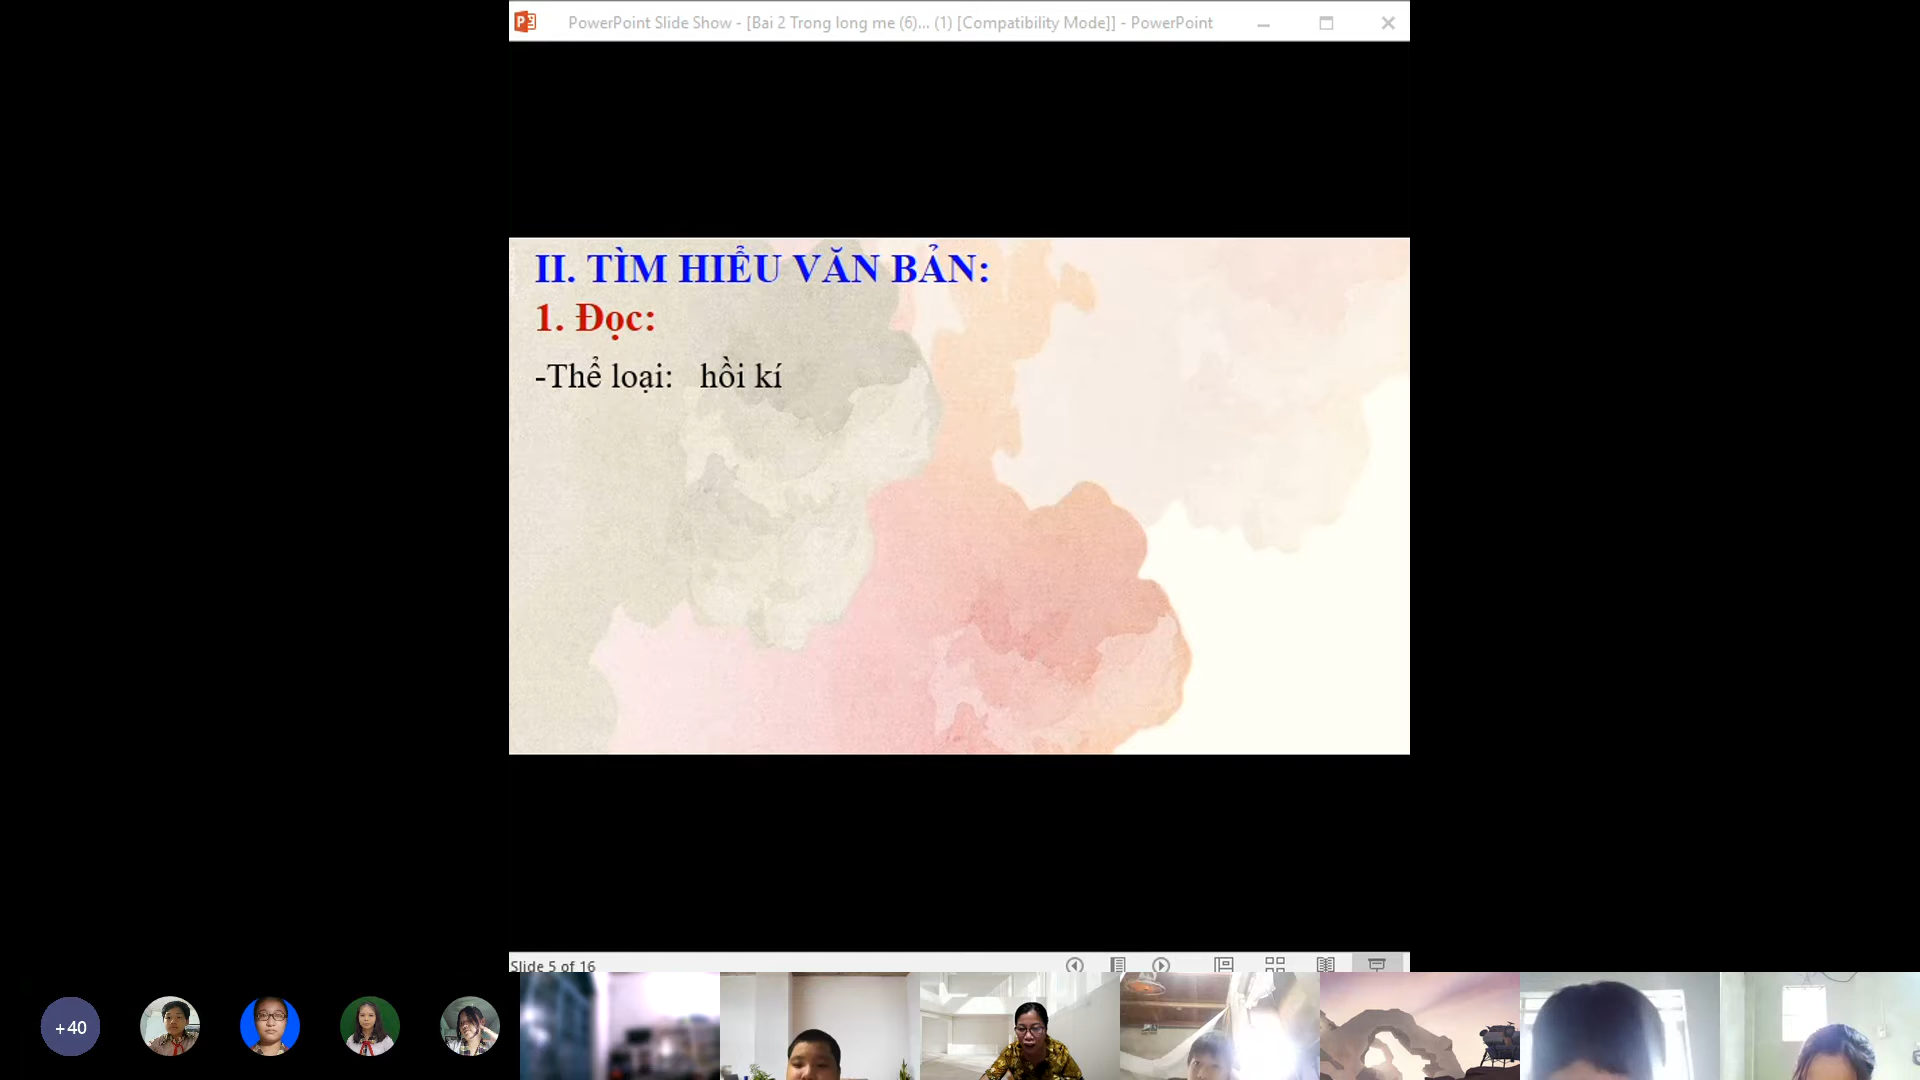 PowerPoint Slide Show - [Bai 2 Trong long me (6)... (1) [Compatibility Mode]] - PowerPoint
II. TÌM HIỂU VĂN BẢN:
1. Đọc:
-Thể loại: hồi kí
Slide 5 of 16
+40